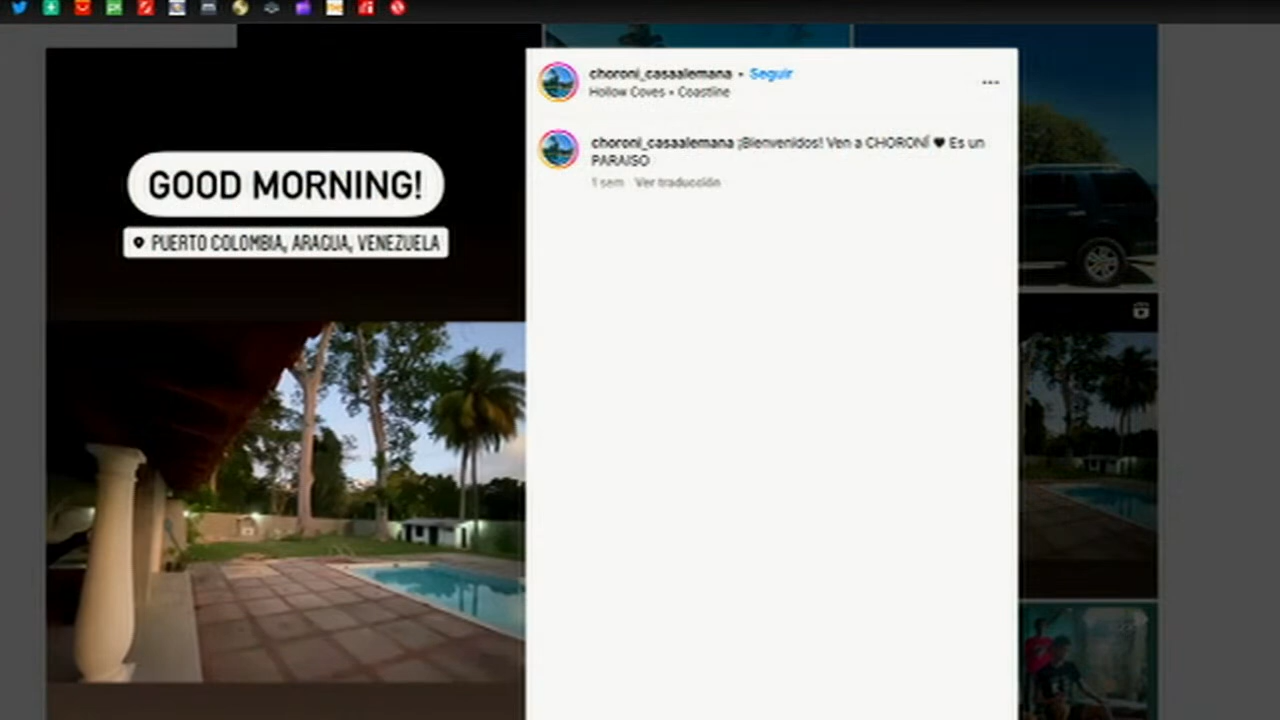 GOOD MORNING!
PUERTO COLOMBIA, ARAGUA, VENEZUELA
choroni_casaalemana • Seguir
Hollow Coves • Coastline
choroni_casaalemana ¡Bienvenidos! Ven a CHORONÍ ♥ Es un
PARAISO
1 sem Ver traducción